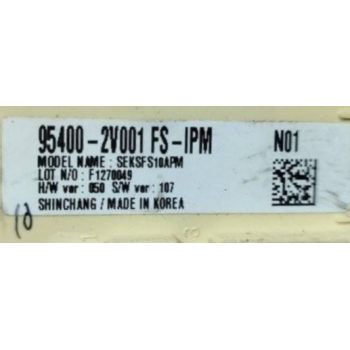 95400-2V001 FS-IPM N01
MODEL NAME : SEKSFS10APM
LOT N/O : F1270049
H/W ver : 050 S/W ver : 107
SHINCHANG / MADE IN KOREA